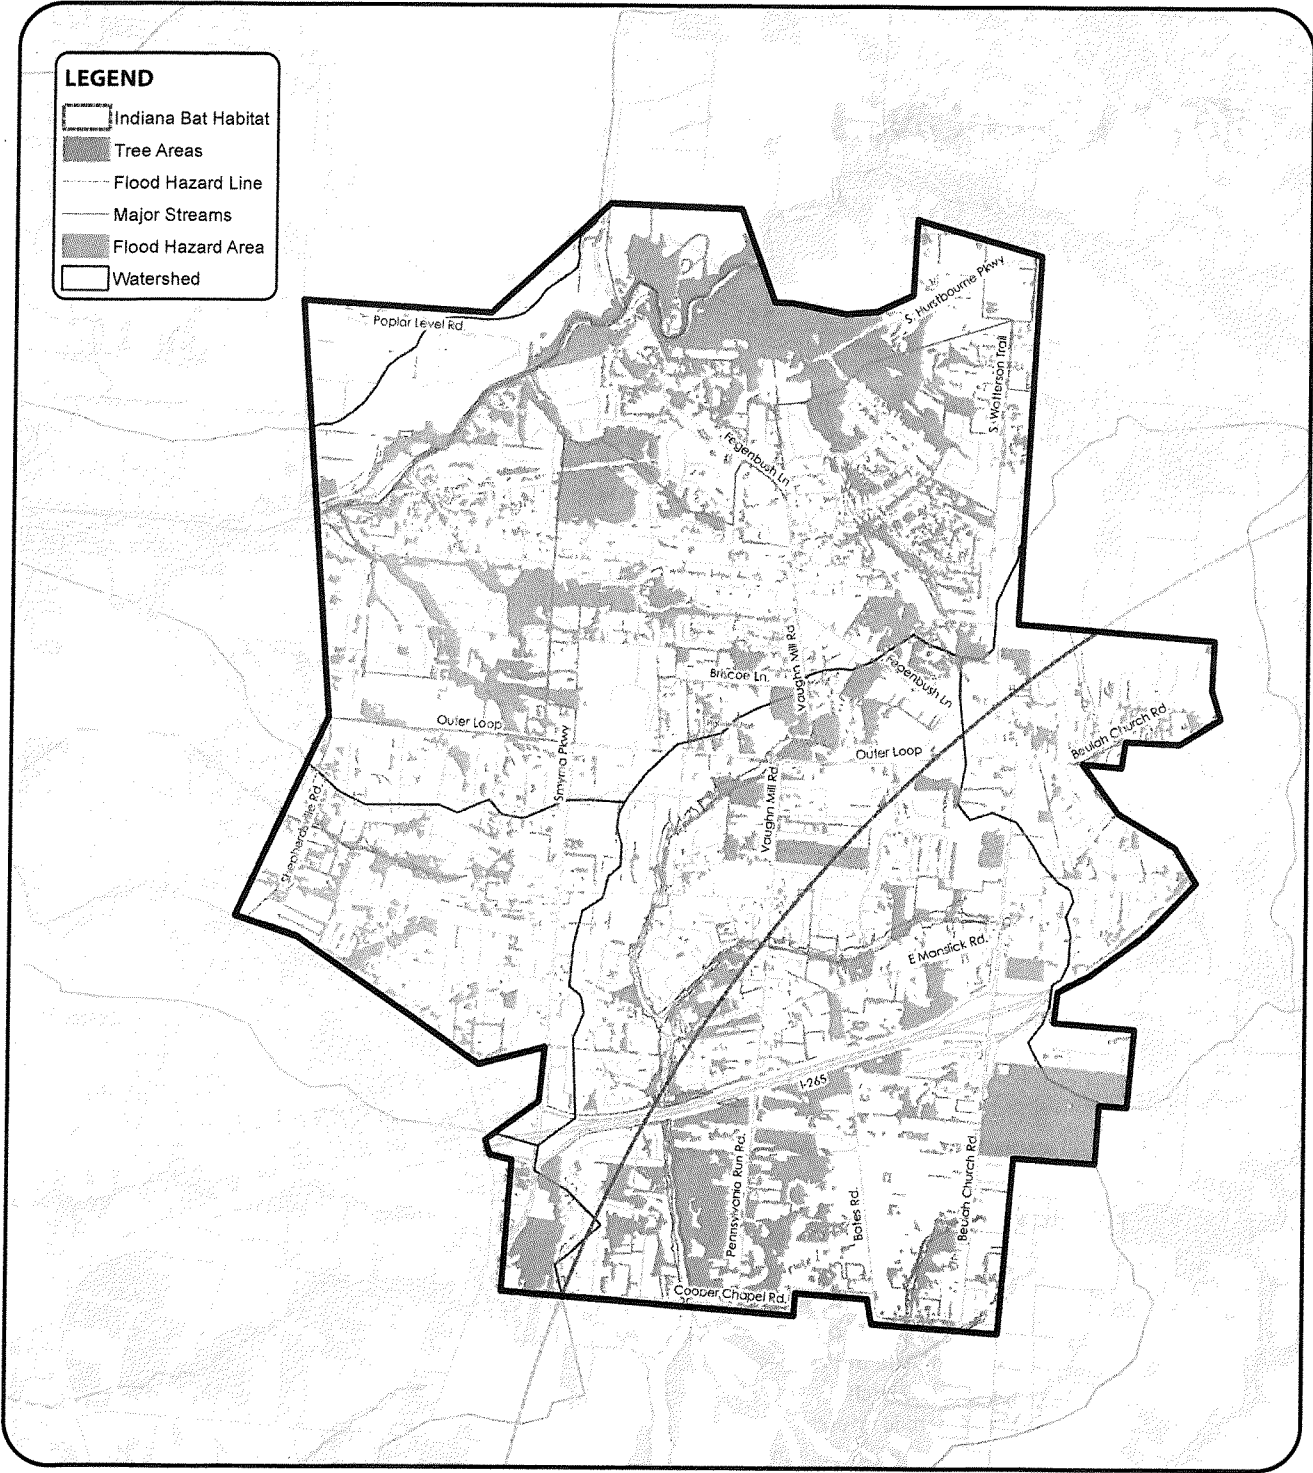 LEGEND
Indiana Bat Habitat
Tree Areas
Flood Hazard Line
Major Streams
Flood Hazard Area
Watershed
Poplar Level Rd.
S. Hurstbourne Pkwy
S. Watterson Trail
Fegenbush Ln.
Vaughn Mill Rd
Fegenbush Ln
Briscoe Ln.
Beulah Church Rd.
Outer Loop
Outer Loop
Smyrna Pkwy
Vaughn Mill Rd
Shepherdsville Rd.
E Manslick Rd.
I-265
Pennsylvania Run Rd.
Bates Rd.
Beulah Church Rd.
Cooper Chapel Rd.